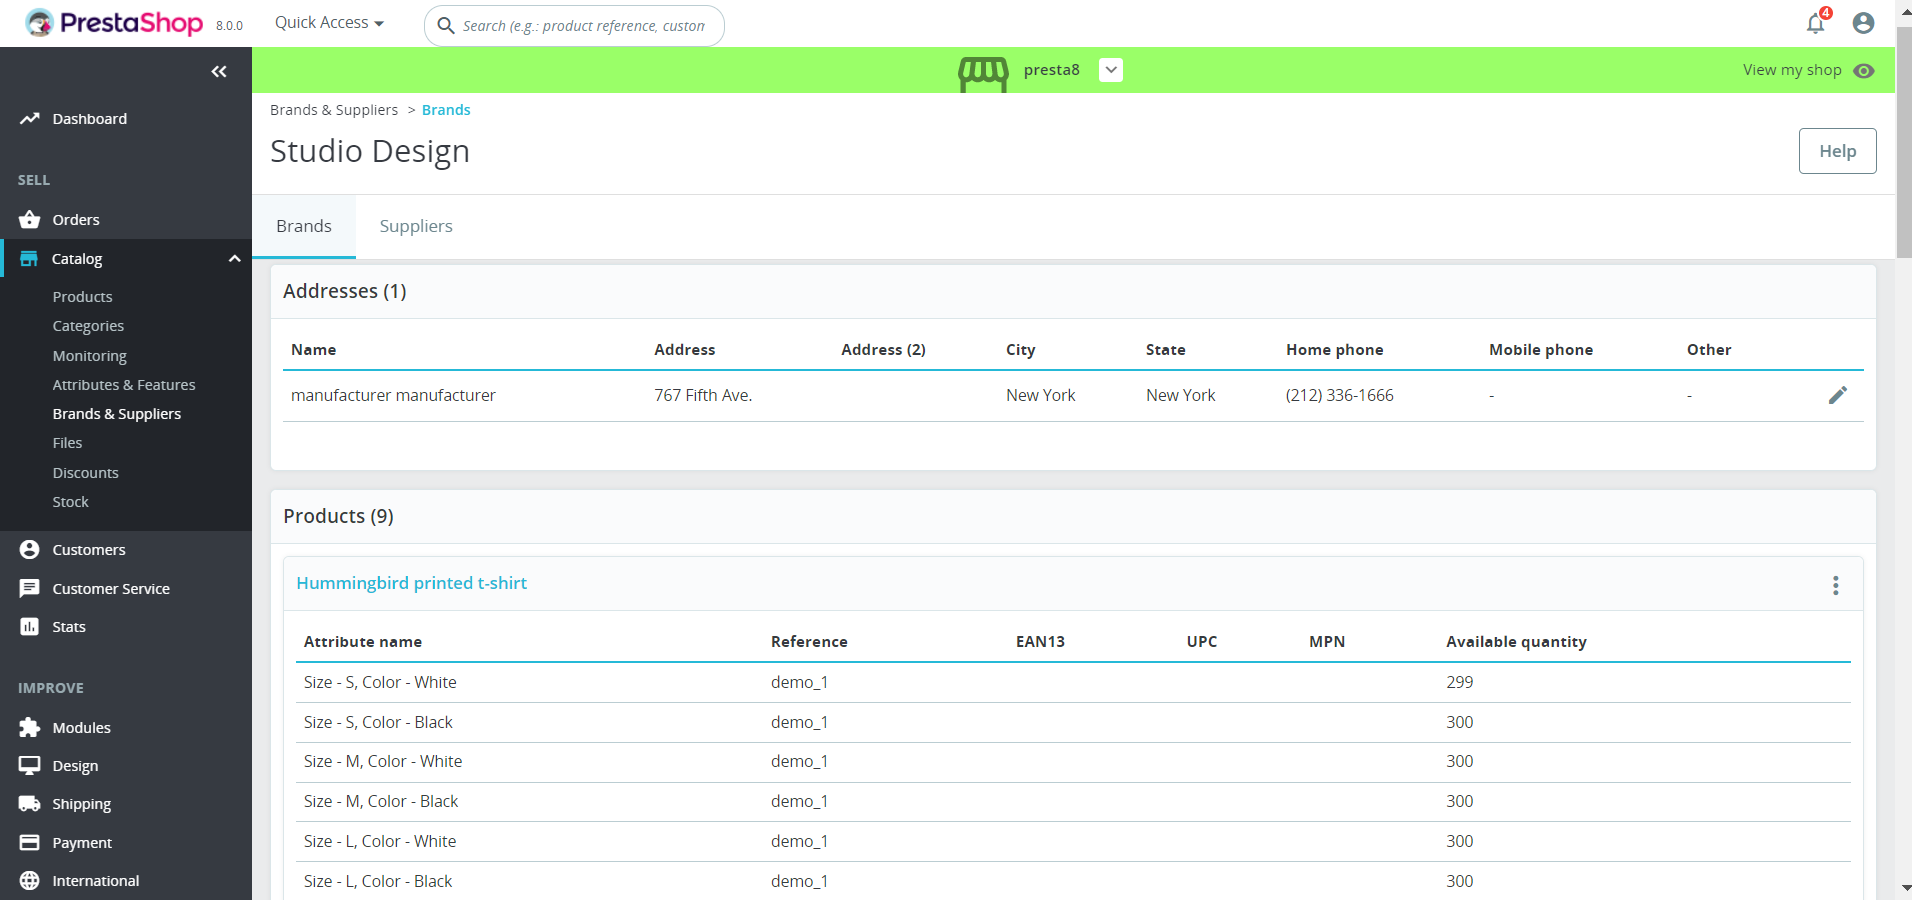 PrestaShop 8.0.0 Quick Access Search (e.g.: product reference, custon 4
presta8 View my shop
Brands & Suppliers > Brands
Studio Design
Help
Brands Suppliers
Dashboard
SELL
Orders
Catalog
Products
Categories
Monitoring
Attributes & Features
Brands & Suppliers
Files
Discounts
Stock
Customers
Customer Service
Stats
IMPROVE
Modules
Design
Shipping
Payment
International
Addresses (1)
Name Address Address (2) City State Home phone Mobile phone Other
manufacturer manufacturer 767 Fifth Ave. New York New York (212) 336-1666 - -
Products (9)
Hummingbird printed t-shirt
Attribute name Reference EAN13 UPC MPN Available quantity
Size - S, Color - White demo_1 299
Size - S, Color - Black demo_1 300
Size - M, Color - White demo_1 300
Size - M, Color - Black demo_1 300
Size - L, Color - White demo_1 300
Size - L, Color - Black demo_1 300